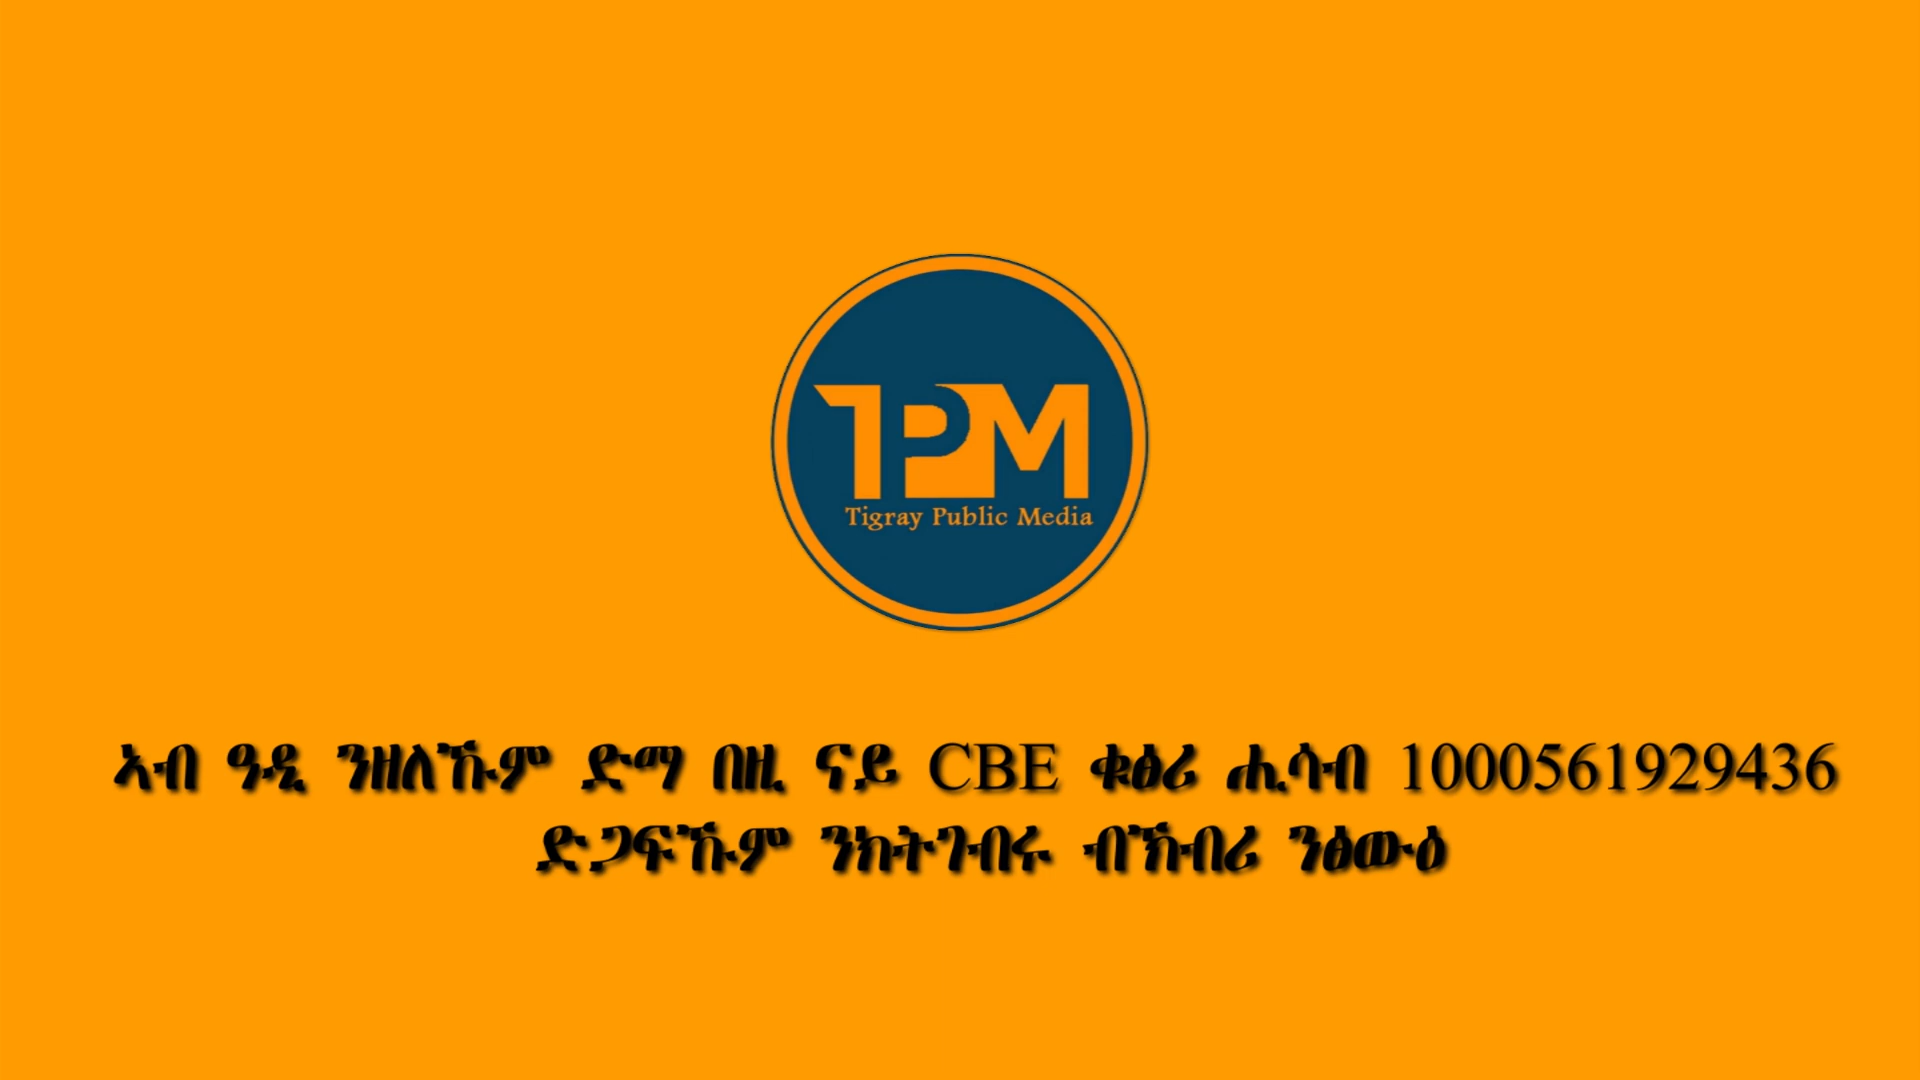 TPM
Tigray Public Media
ኣብ ዓዲ ንዘለኹም ድማ በዚ ናይ CBE ቁፅሪ ሒሳብ 1000561929436
ድጋፍኹም ንክትገብሩ ብኽብሪ ንፅውዕ